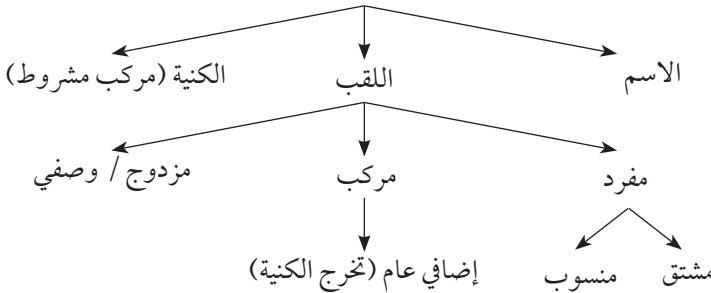 الاسم اللقب الكنية (مركب مشروط)
مفرد مركب مزدوج / وصفي
مشتق منسوب إضافي عام (تخرج الكنية)